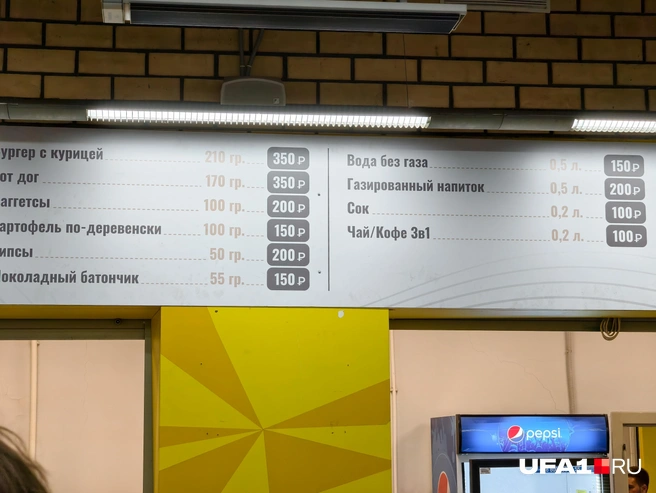 ургер с курицей 210 гр. 350 ₽
от дог 170 гр. 350 ₽
аггетсы 100 гр. 200 ₽
артофель по-деревенски 100 гр. 150 ₽
ипсы 50 гр. 200 ₽
околадный батончик 55 гр. 150 ₽
Вода без газа 0,5 л. 150 ₽
Газированный напиток 0,5 л. 200 ₽
Сок 0,2 л. 100 ₽
Чай/Кофе 3в1 0,2 л. 100 ₽
pepsi
UFA1.RU